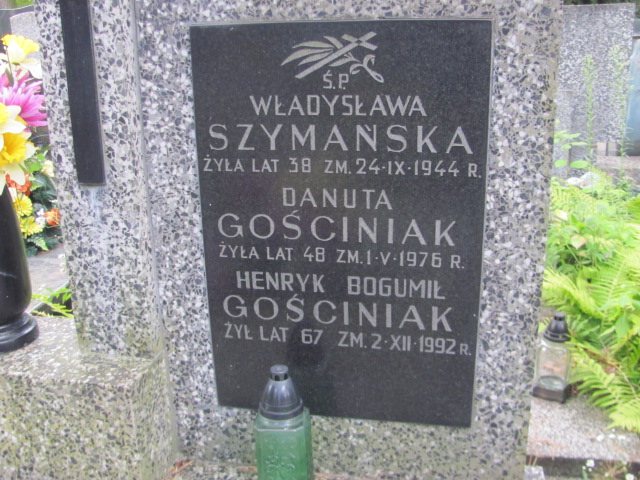 Ś.P.
WŁADYSŁAWA
SZYMAŃSKA
ŻYŁA LAT 38 ZM. 24·IX·1944 R.
DANUTA
GOŚCINIAK
ŻYŁA LAT 48 ZM. 1·V·1976 R.
HENRYK BOGUMIŁ
GOŚCINIAK
ŻYŁ LAT 67 ZM. 2·XII·1992 R.